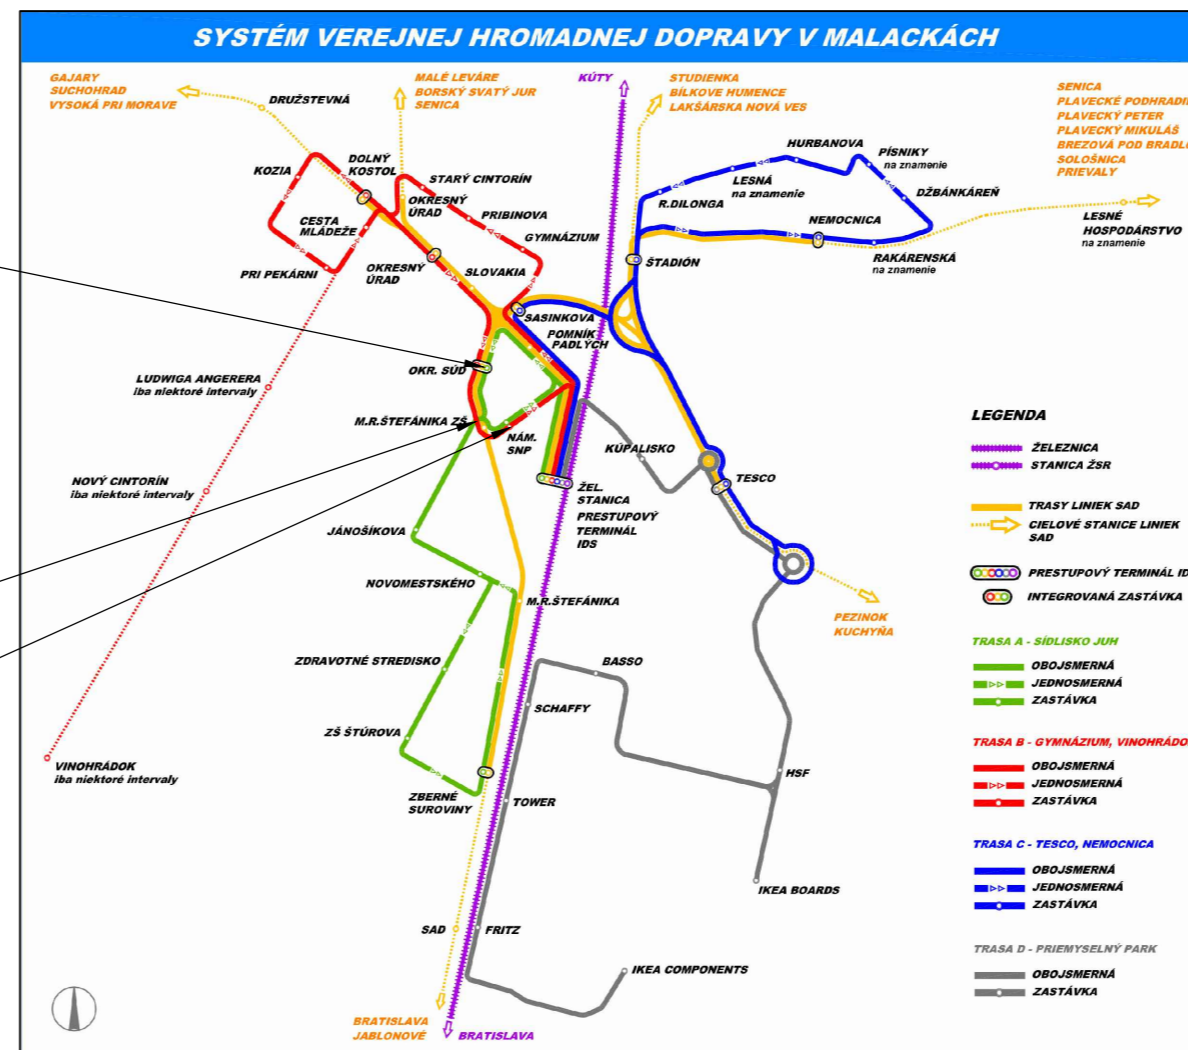 SYSTÉM VEREJNEJ HROMADNEJ DOPRAVY V MALACKÁCH
GAJARY
SUCHOHRAD
VYSOKÁ PRI MORAVE
DRUŽSTEVNÁ
MALÉ LEVÁRE
BORSKÝ SVATÝ JUR
SENICA
KÚTY
STUDIENKA
BÍLKOVE HUMENCE
LAKŠÁRSKA NOVÁ VES
SENICA
PLAVECKÉ PODHRADIE
PLAVECKÝ PETER
PLAVECKÝ MIKULÁŠ
BREZOVÁ POD BRADLO
SOLOŠNICA
PRIEVALY
KOZIA
DOLNÝ
KOSTOL
STARÝ CINTORÍN
OKRESNÝ
ÚRAD
PRIBINOVA
GYMNÁZIUM
CESTA
MLÁDEŽE
PRI PEKÁRNI
OKRESNÝ
ÚRAD
SLOVAKIA
HURBANOVA
PÍSNIKY
na znamenie
LESNÁ
na znamenie
R.DILONGA
DŽBÁNKÁREŇ
NEMOCNICA
RAKÁRENSKÁ
na znamenie
LESNÉ
HOSPODÁRSTVO
na znamenie
ŠTADIÓN
SASINKOVA
POMNÍK
PADLÝCH
OKR. SÚD
LUDWIGA ANGERERA
iba niektoré intervaly
M.R.ŠTEFÁNIKA ZŠ
NÁM.
SNP
KÚPALISKO
TESCO
NOVÝ CINTORÍN
iba niektoré intervaly
ŽEL.
STANICA
PRESTUPOVÝ
TERMINÁL
IDS
JÁNOŠÍKOVA
NOVOMESTSKÉHO
M.R.ŠTEFÁNIKA
PEZINOK
KUCHYŇA
ZDRAVOTNÉ STREDISKO
BASSO
SCHAFFY
ZŠ ŠTÚROVA
VINOHRÁDOK
iba niektoré intervaly
ZBERNÉ
SUROVINY
TOWER
HSF
IKEA BOARDS
SAD
FRITZ
IKEA COMPONENTS
BRATISLAVA
JABLONOVÉ
BRATISLAVA
LEGENDA
ŽELEZNICA
STANICA ŽSR
TRASY LINIEK SAD
CIELOVÉ STANICE LINIEK
SAD
PRESTUPOVÝ TERMINÁL ID
INTEGROVANÁ ZASTÁVKA
TRASA A - SÍDLISKO JUH
OBOJSMERNÁ
JEDNOSMERNÁ
ZASTÁVKA
TRASA B - GYMNÁZIUM, VINOHRÁDO
OBOJSMERNÁ
JEDNOSMERNÁ
ZASTÁVKA
TRASA C - TESCO, NEMOCNICA
OBOJSMERNÁ
JEDNOSMERNÁ
ZASTÁVKA
TRASA D - PRIEMYSELNÝ PARK
OBOJSMERNÁ
ZASTÁVKA